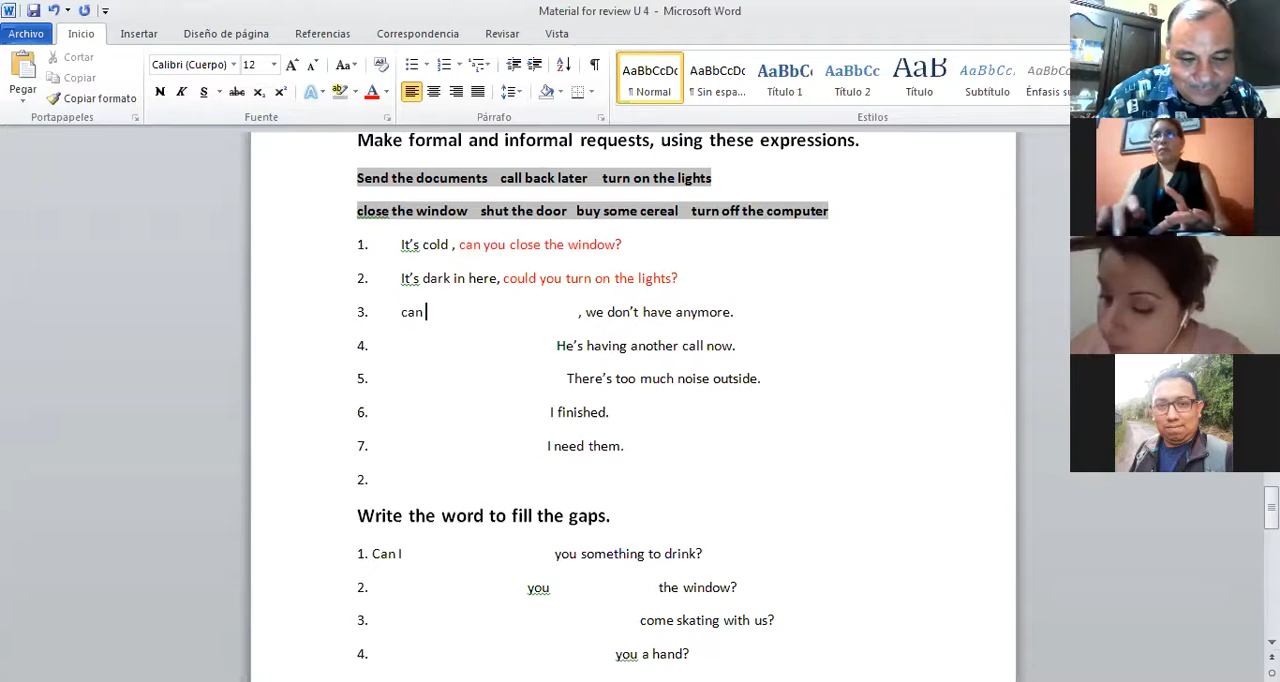 Material for review U 4 - Microsoft Word
Archivo Inicio Insertar Diseño de página Referencias Correspondencia Revisar Vista
Pegar
Cortar
Copiar
Copiar formato
Portapapeles
Calibri (Cuerpo) 12
Fuente
Párrafo
AaBbCcDc AaBbCcDc AaBbC AaBbCc AaB AaBbCc. AaBbCc
¶ Normal ¶ Sin espa... Título 1 Título 2 Título Subtítulo Énfasis su
Estilos
Make formal and informal requests, using these expressions.
Send the documents call back later turn on the lights
close the window shut the door buy some cereal turn off the computer
1. It's cold , can you close the window?
2. It's dark in here, could you turn on the lights?
3. can , we don't have anymore.
4. He's having another call now.
5. There's too much noise outside.
6. I finished.
7. I need them.
2.
Write the word to fill the gaps.
1. Can I you something to drink?
2. you the window?
3. come skating with us?
4. you a hand?